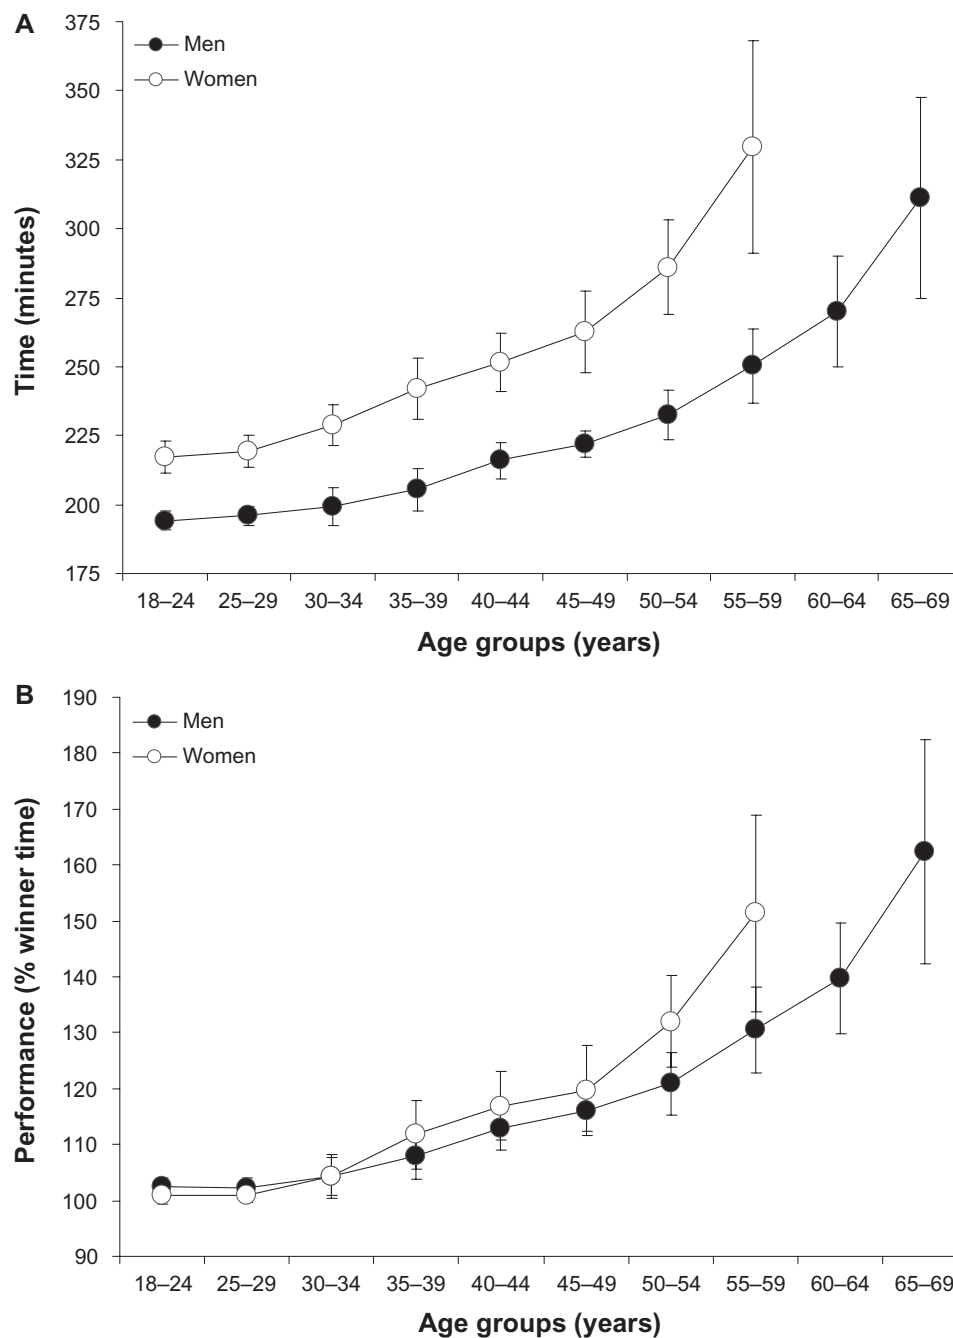 A
375
350
325
300
275
250
225
200
175
Time (minutes)
Men
Women
18–24 25–29 30–34 35–39 40–44 45–49 50–54 55–59 60–64 65–69
Age groups (years)
B
190
180
170
160
150
140
130
120
110
100
90
Performance (% winner time)
Men
Women
18–24 25–29 30–34 35–39 40–44 45–49 50–54 55–59 60–64 65–69
Age groups (years)